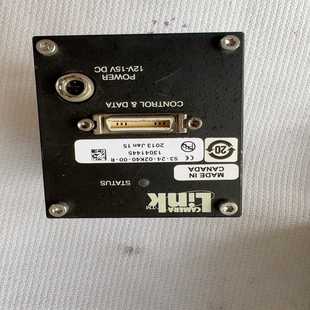 CAMERA
Link™
STATUS
MADE IN
CANADA
20
S3-24-02K40-00-R
13041445
2013 Jan 15
CONTROL & DATA
POWER
12V-15V DC